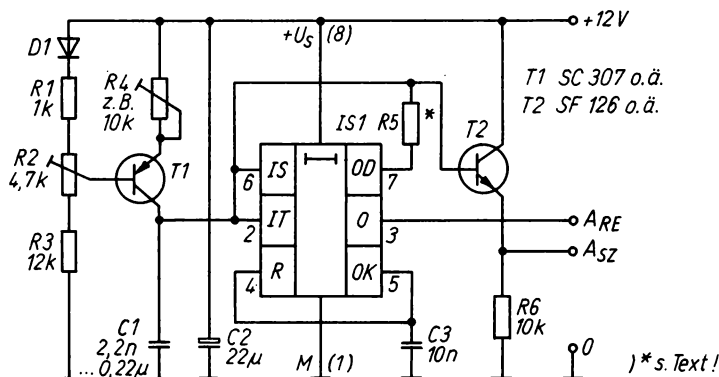 +12V
D1
+U_S (8)
R1
1k
R4
z.B.
10k
T1 SC 307 o.ä.
T2 SF 126 o.ä.
IS1
R5
*
T2
R2
4,7k
T1
IS
OD
6
7
IT
O
2
3
A_RE
R3
12k
R
OK
4
5
A_SZ
C1
2,2n
...0,22µ
C2
22µ
M (1)
C3
10n
R6
10k
0
)* s. Text !